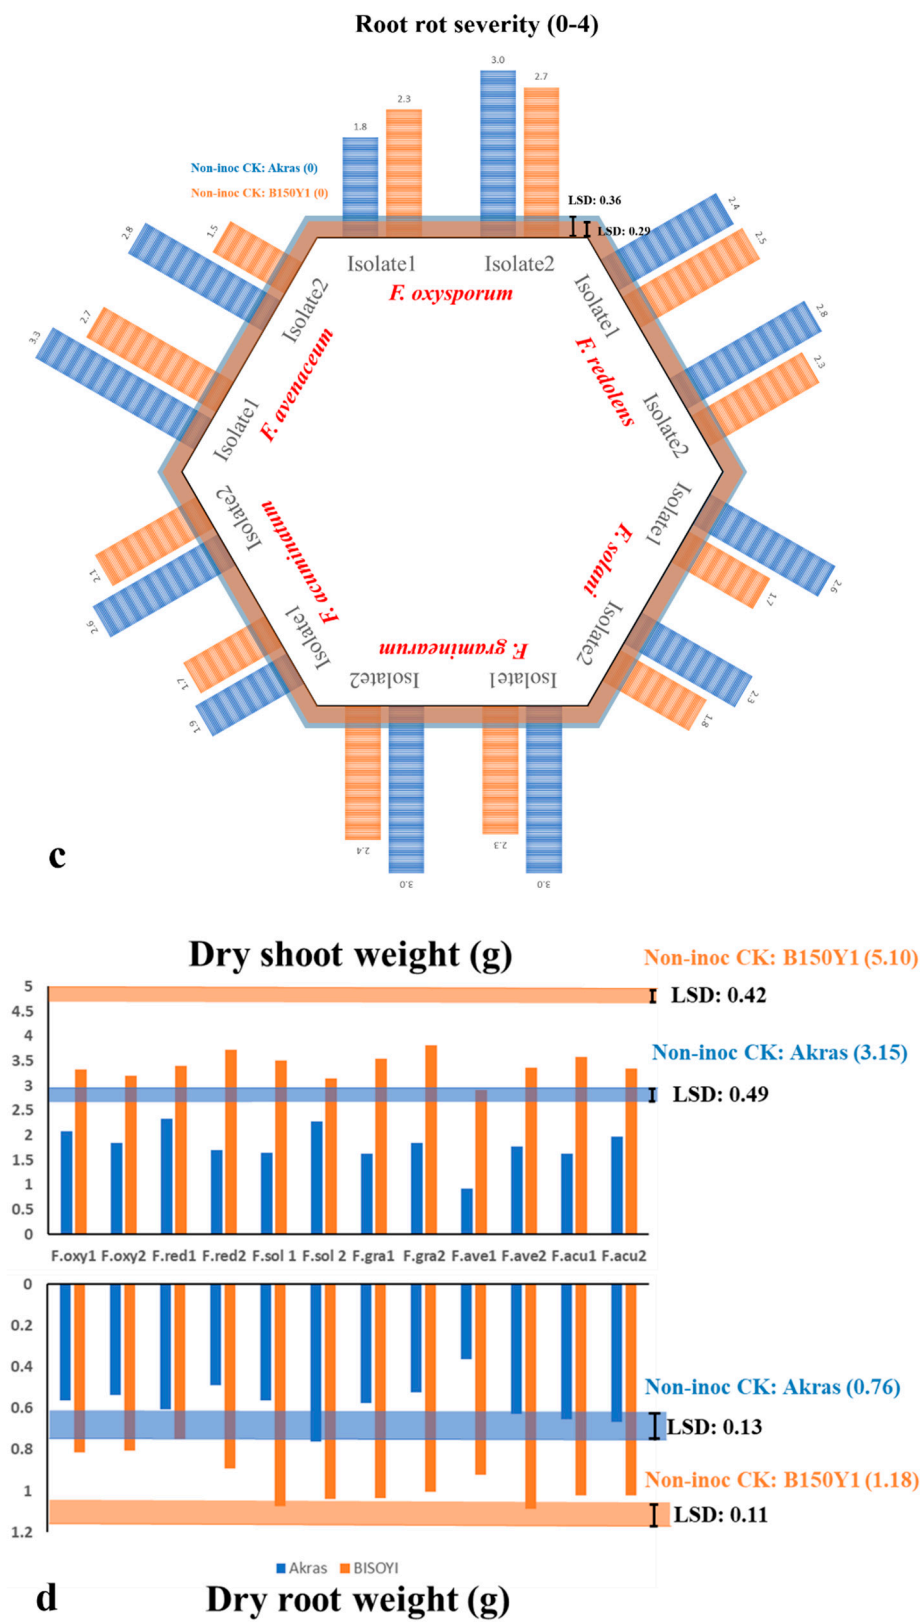 Root rot severity (0-4)
3.0
2.7
2.3
1.8
Non-inoc CK: Akras (0)
Non-inoc CK: B150Y1 (0)
LSD: 0.36
LSD: 0.29
2.4
2.5
2.8
1.5
Isolate1
Isolate2
F. oxysporum
Isolate2
Isolate1
2.8
2.3
2.7
3.3
F. avenaceum
F. redolens
Isolate1
Isolate2
Isolate2
Isolate1
F. acuminatum
F. solani
2.1
2.6
2.6
1.7
Isolate1
Isolate2
F. graminearum
Isolate2
Isolate1
1.7
1.9
2.3
1.8
2.4
2.3
3.0
3.0
c
Dry shoot weight (g)
Non-inoc CK: B150Y1 (5.10)
LSD: 0.42
Non-inoc CK: Akras (3.15)
LSD: 0.49
5
4.5
4
3.5
3
2.5
2
1.5
1
0.5
0
F.oxy1 F.oxy2 F.red1 F.red2 F.sol 1 F.sol 2 F.gra1 F.gra2 F.ave1 F.ave2 F.acu1 F.acu2
0
0.2
0.4
0.6
0.8
1
1.2
Non-inoc CK: Akras (0.76)
LSD: 0.13
Non-inoc CK: B150Y1 (1.18)
LSD: 0.11
Akras BISOYI
d
Dry root weight (g)